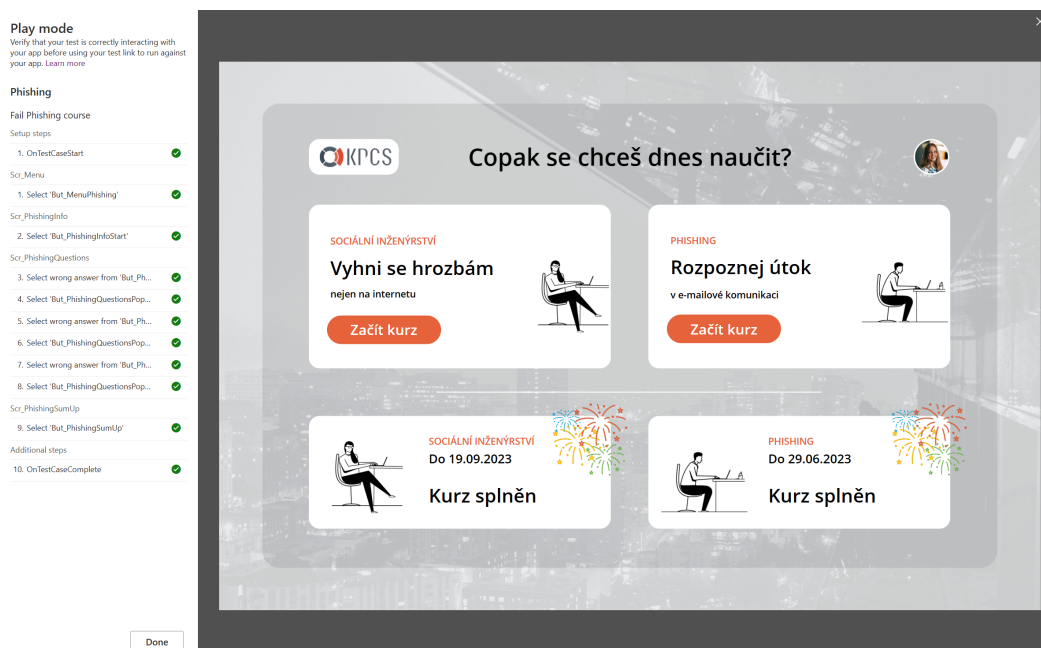 Play mode
Verify that your test is correctly interacting with
your app before using your test link to run against
your app. Learn more
Phishing
Fail Phishing course
Setup steps
1. OnTestCaseStart
Scr_Menu
1. Select 'But_MenuPhishing'
Scr_PhishingInfo
2. Select 'But_PhishingInfoStart'
Scr_PhishingQuestions
3. Select wrong answer from 'But_Ph...
4. Select 'But_PhishingQuestionsPop...
5. Select wrong answer from 'But_Ph...
6. Select 'But_PhishingQuestionsPop...
7. Select wrong answer from 'But_Ph...
8. Select 'But_PhishingQuestionsPop...
Scr_PhishingSumUp
9. Select 'But_PhishingSumUp'
Additional steps
10. OnTestCaseComplete
Done
KPCS
Copak se chceš dnes naučit?
SOCIÁLNÍ INŽENÝRSTVÍ
Vyhni se hrozbám
nejen na internetu
Začít kurz
PHISHING
Rozpoznej útok
v e-mailové komunikaci
Začít kurz
SOCIÁLNÍ INŽENÝRSTVÍ
Do 19.09.2023
Kurz splněn
PHISHING
Do 29.06.2023
Kurz splněn